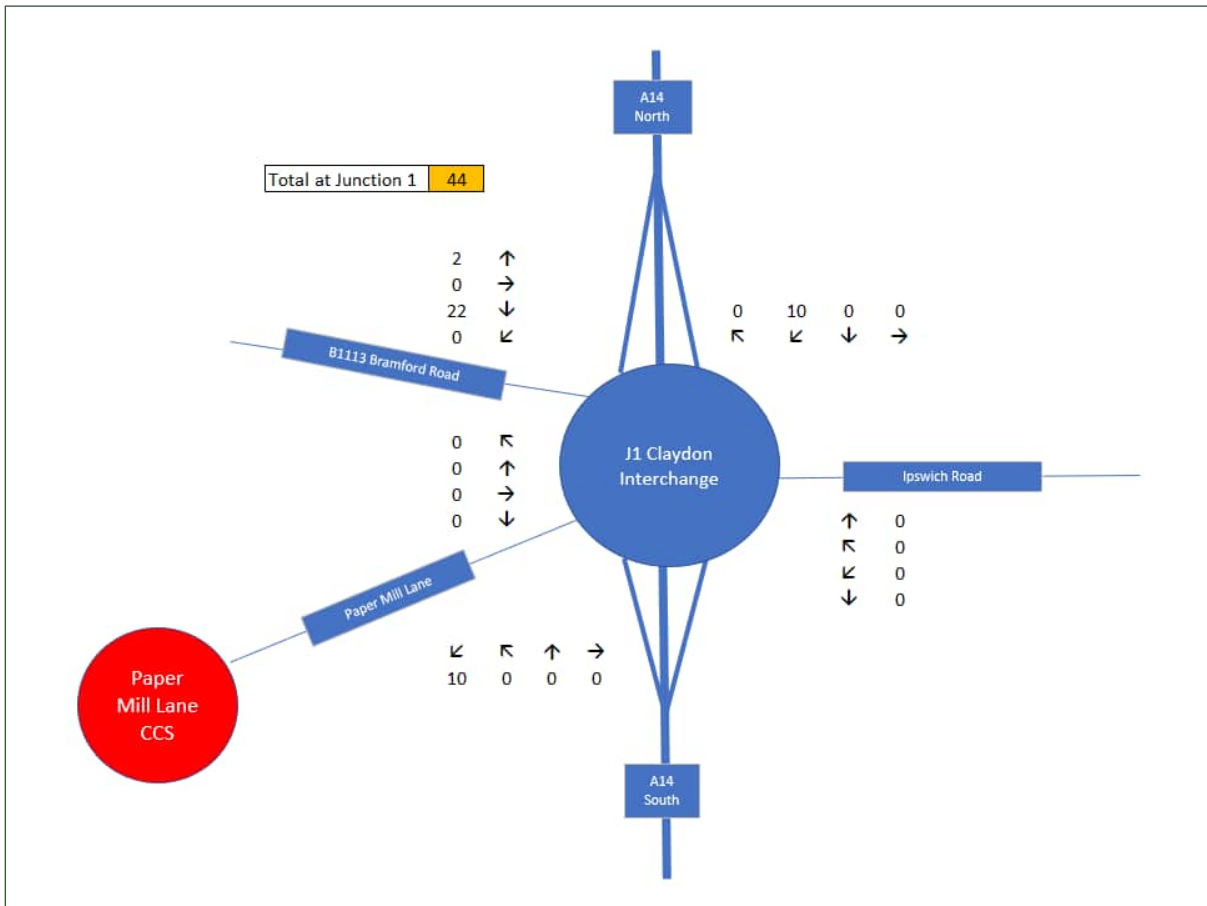 A14
North
Total at Junction 1 44
2 ↑
0 →
22 ↓
0 ↙
0 10 0 0
↖ ↙ ↓ →
B1113 Bramford Road
0 ↖
0 ↑
0 →
0 ↓
J1 Claydon
Interchange
Ipswich Road
↑ 0
↖ 0
↙ 0
↓ 0
Paper Mill Lane
↙ ↖ ↑ →
10 0 0 0
Paper
Mill Lane
CCS
A14
South